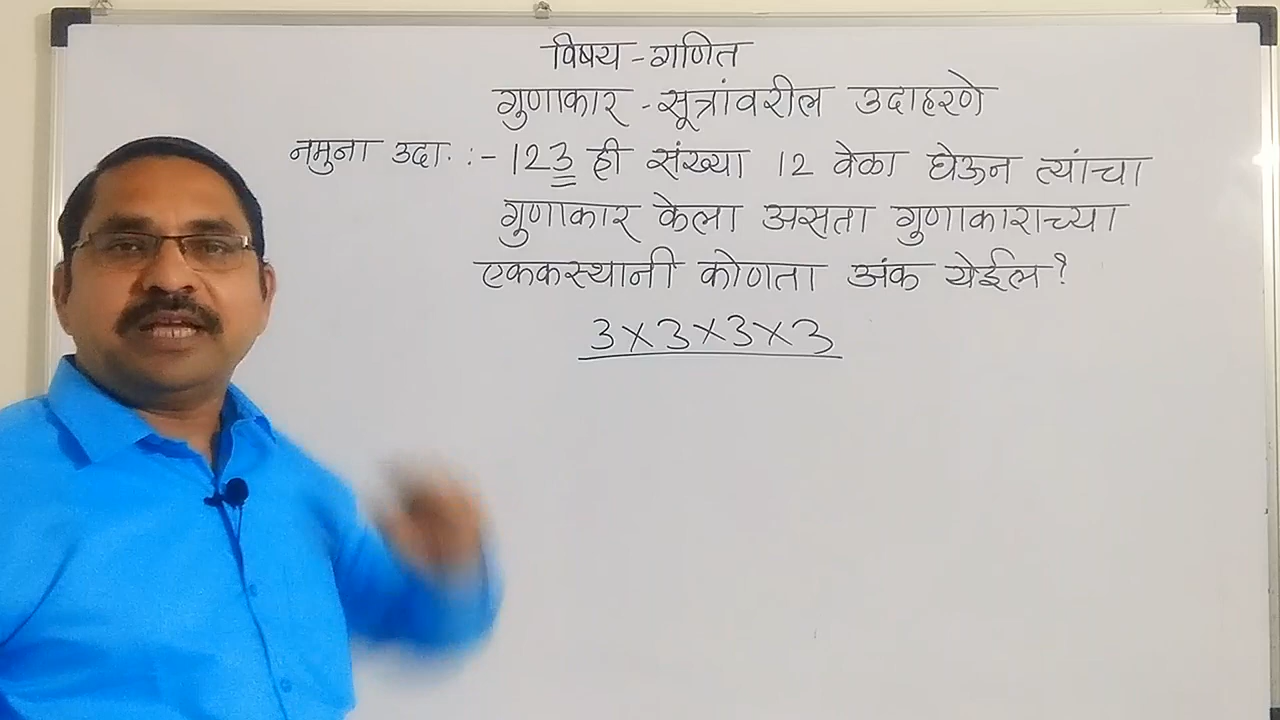 विषय - गणित
गुणाकार - सूत्रांवरील उदाहरणे
नमुना उदा. :- 123 ही संख्या 12 वेळा घेऊन त्यांचा
गुणाकार केला असता गुणाकाराच्या
एककस्थानी कोणता अंक येईल?
3×3×3×3